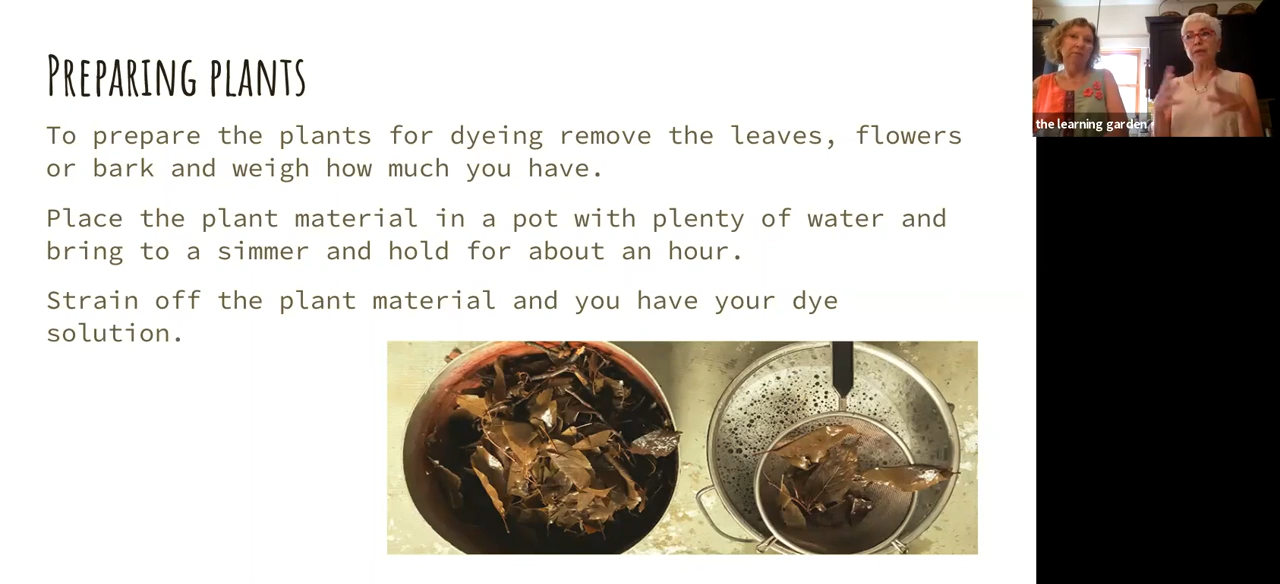 Preparing plants
To prepare the plants for dyeing remove the leaves, flowers
or bark and weigh how much you have.
Place the plant material in a pot with plenty of water and
bring to a simmer and hold for about an hour.
Strain off the plant material and you have your dye
solution.
the learning garden